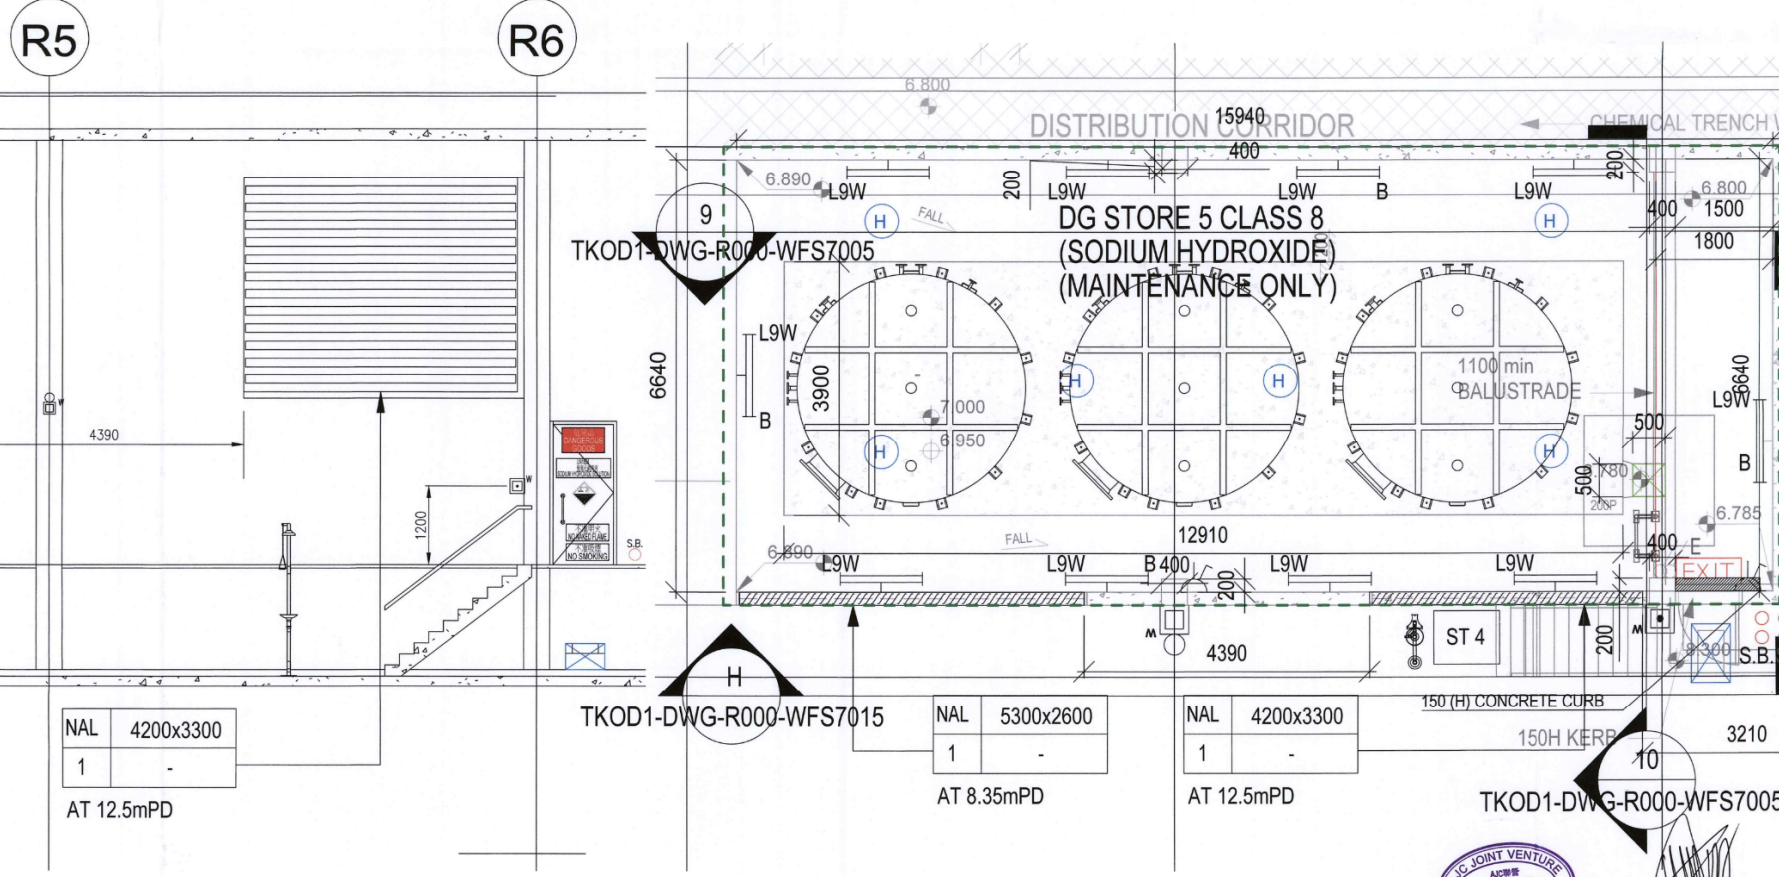 R5
R6
4390
1200
DANGEROUS
GOODS
NO NAKED FLAME
NO SMOKING
W
W
S.B.
NAL 4200x3300
1 -
AT 12.5mPD
6.800
15940
DISTRIBUTION CORRIDOR
CHEMICAL TRENCH
400
200
200
6.890
L9W
L9W
L9W
B
L9W
6.800
400
1500
1800
H
H
FALL
9
TKOD1-DWG-R000-WFS7005
DG STORE 5 CLASS 8
(SODIUM HYDROXIDE)
(MAINTENANCE ONLY)
L9W
B
6640
3900
H
H
7.000
6.950
H
H
1100 min
BALUSTRADE
6640
L9W
B
500
500
200P
6.785
12910
FALL
6.890
L9W
L9W
B
400
200
L9W
L9W
400
E
EXIT
H
TKOD1-DWG-R000-WFS7015
M
4390
ST 4
200
M
8.300
S.B.
NAL 5300x2600
1 -
AT 8.35mPD
NAL 4200x3300
1 -
AT 12.5mPD
150 (H) CONCRETE CURB
150H KERB
3210
10
TKOD1-DWG-R000-WFS7005
JC JOINT VENTURE